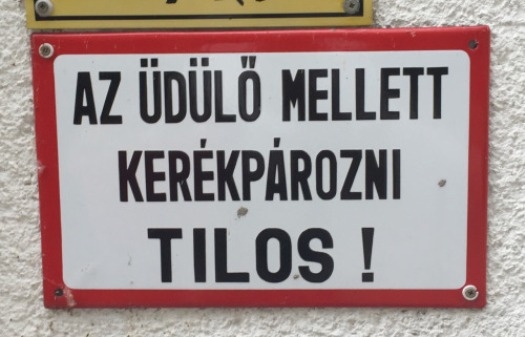 AZ ÜDÜLŐ MELLETT
KERÉKPÁROZNI
TILOS !